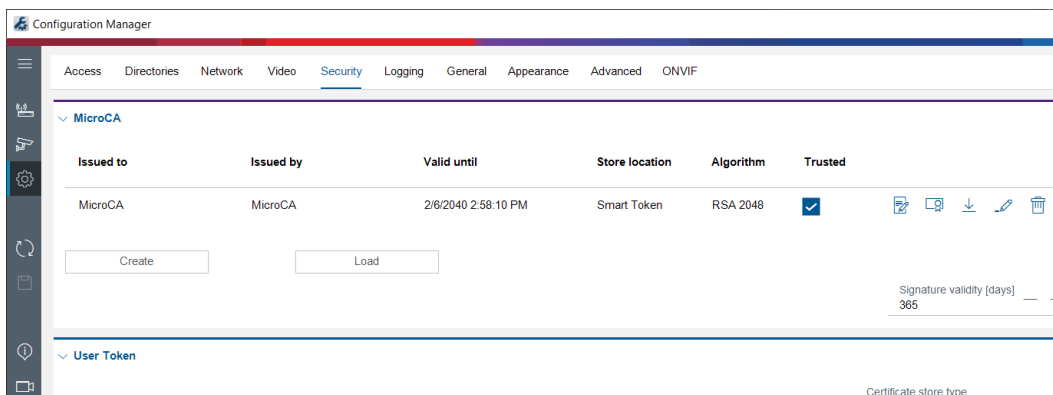 Configuration Manager
Access Directories Network Video Security Logging General Appearance Advanced ONVIF
MicroCA
Issued to Issued by Valid until Store location Algorithm Trusted
MicroCA MicroCA 2/6/2040 2:58:10 PM Smart Token RSA 2048
Create Load
Signature validity [days]
365
User Token
Certificate store type